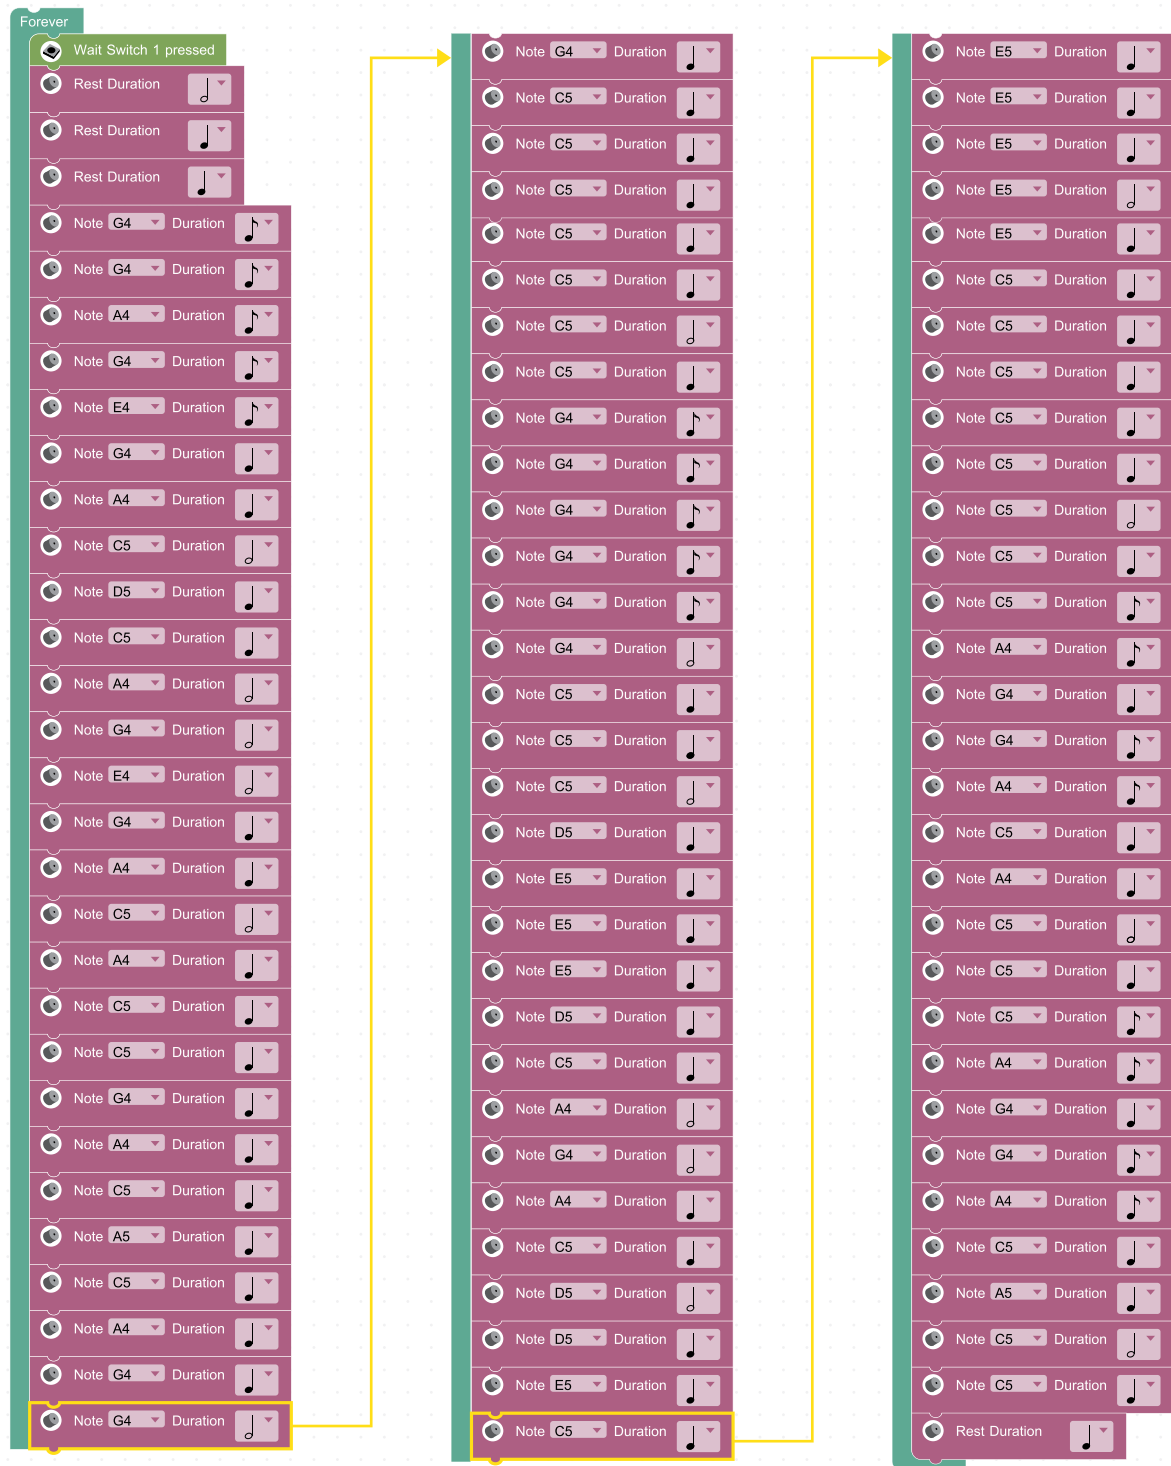 Forever
Wait Switch 1 pressed
Rest Duration
Rest Duration
Rest Duration
Note G4 Duration
Note G4 Duration
Note A4 Duration
Note G4 Duration
Note E4 Duration
Note G4 Duration
Note A4 Duration
Note C5 Duration
Note D5 Duration
Note C5 Duration
Note A4 Duration
Note G4 Duration
Note E4 Duration
Note G4 Duration
Note A4 Duration
Note C5 Duration
Note A4 Duration
Note C5 Duration
Note C5 Duration
Note G4 Duration
Note A4 Duration
Note C5 Duration
Note A5 Duration
Note C5 Duration
Note A4 Duration
Note G4 Duration
Note G4 Duration
Note G4 Duration
Note C5 Duration
Note C5 Duration
Note C5 Duration
Note C5 Duration
Note C5 Duration
Note C5 Duration
Note C5 Duration
Note G4 Duration
Note G4 Duration
Note G4 Duration
Note G4 Duration
Note G4 Duration
Note G4 Duration
Note C5 Duration
Note C5 Duration
Note C5 Duration
Note D5 Duration
Note E5 Duration
Note E5 Duration
Note E5 Duration
Note D5 Duration
Note C5 Duration
Note A4 Duration
Note G4 Duration
Note A4 Duration
Note C5 Duration
Note D5 Duration
Note D5 Duration
Note E5 Duration
Note C5 Duration
Note E5 Duration
Note E5 Duration
Note E5 Duration
Note E5 Duration
Note E5 Duration
Note C5 Duration
Note C5 Duration
Note C5 Duration
Note C5 Duration
Note C5 Duration
Note C5 Duration
Note C5 Duration
Note C5 Duration
Note A4 Duration
Note G4 Duration
Note G4 Duration
Note A4 Duration
Note C5 Duration
Note A4 Duration
Note C5 Duration
Note C5 Duration
Note C5 Duration
Note A4 Duration
Note G4 Duration
Note G4 Duration
Note A4 Duration
Note C5 Duration
Note A5 Duration
Note C5 Duration
Note C5 Duration
Rest Duration